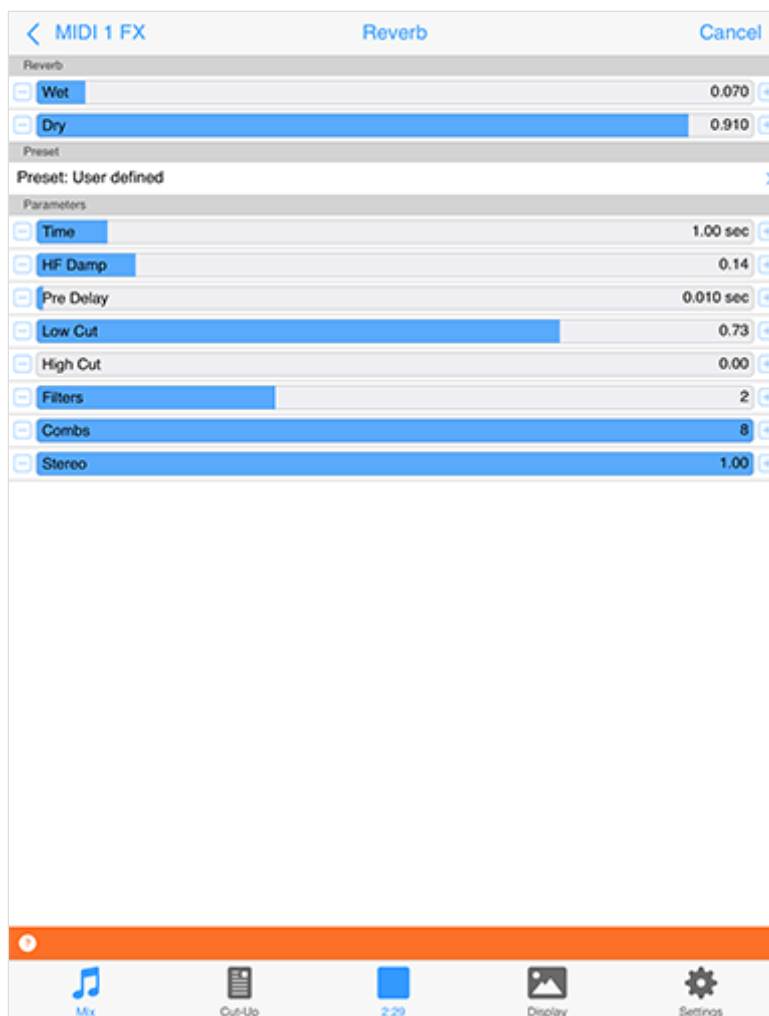 MIDI 1 FX Reverb Cancel
Reverb
Wet 0.070
Dry 0.910
Preset
Preset: User defined
Parameters
Time 1.00 sec
HF Damp 0.14
Pre Delay 0.010 sec
Low Cut 0.73
High Cut 0.00
Filters 2
Combs 8
Stereo 1.00
?
Mix Cut-Up 2:29 Display Settings